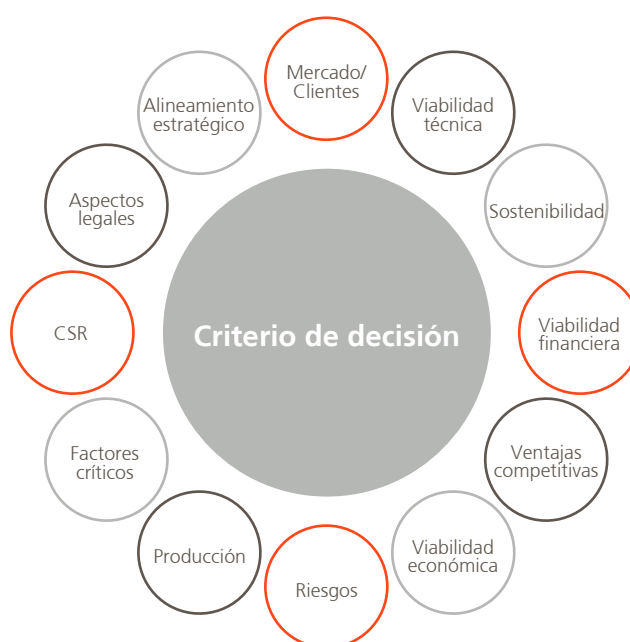 Mercado/
Clientes
Viabilidad
técnica
Sostenibilidad
Viabilidad
financiera
Ventajas
competitivas
Viabilidad
económica
Riesgos
Producción
Factores
críticos
CSR
Aspectos
legales
Alineamiento
estratégico
Criterio de decisión